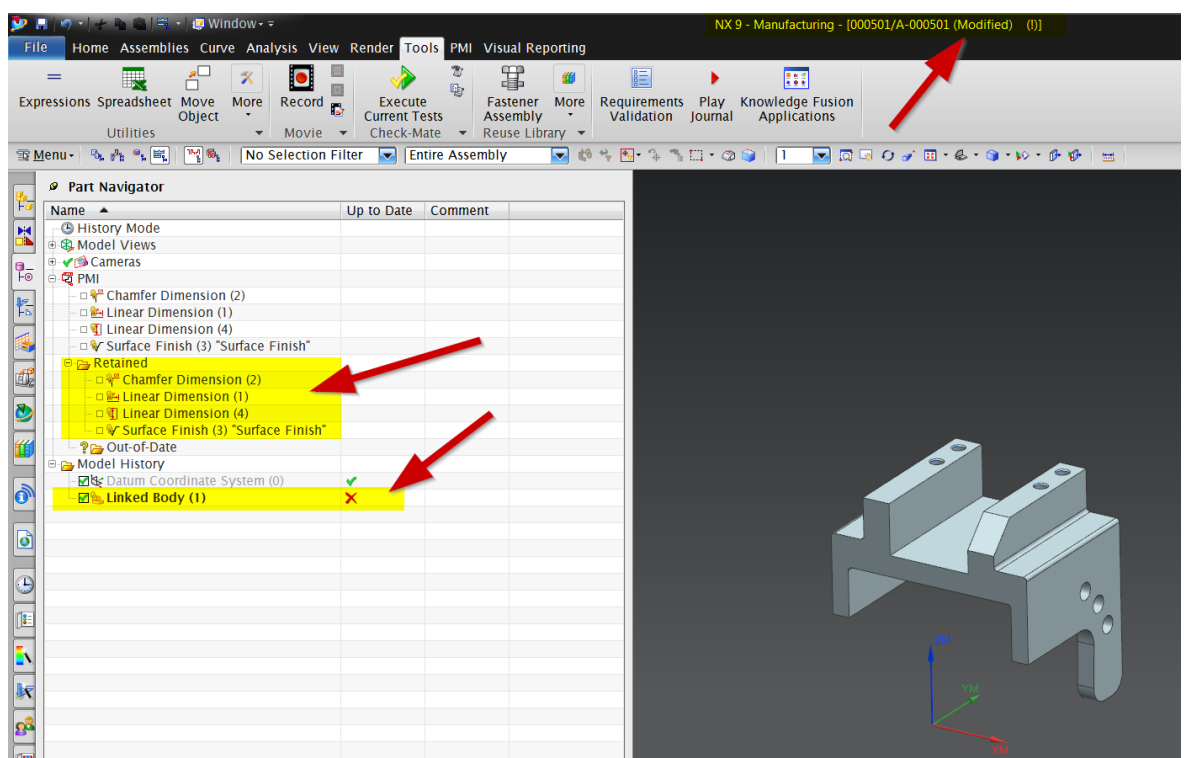 Window
NX 9 - Manufacturing - [000501/A-000501 (Modified) (!)]
File Home Assemblies Curve Analysis View Render Tools PMI Visual Reporting
Expressions Spreadsheet Move Object More Record Execute Current Tests Fastener Assembly More Requirements Validation Play Journal Knowledge Fusion Applications
Utilities Movie Check-Mate Reuse Library
Menu No Selection Filter Entire Assembly 1
Part Navigator
Name Up to Date Comment
History Mode
Model Views
Cameras
PMI
Chamfer Dimension (2)
Linear Dimension (1)
Linear Dimension (4)
Surface Finish (3) "Surface Finish"
Retained
Chamfer Dimension (2)
Linear Dimension (1)
Linear Dimension (4)
Surface Finish (3) "Surface Finish"
Out-of-Date
Model History
Datum Coordinate System (0)
Linked Body (1)
ZM
YM
XM